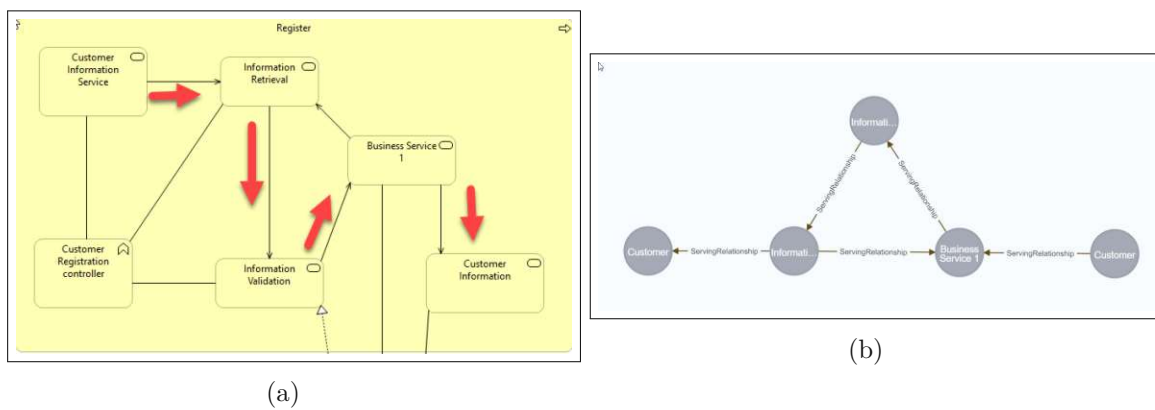 Register
Customer
Information
Service
Information
Retrieval
Business Service
1
Customer
Registration
controller
Information
Validation
Customer
Information
(a)
Informati...
ServingRelationship
ServingRelationship
Customer
ServingRelationship
Informati...
ServingRelationship
Business
Service 1
ServingRelationship
Customer
(b)